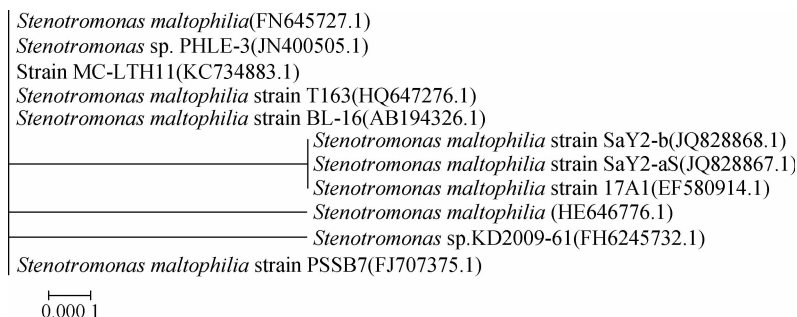 Stenotromonas maltophilia(FN645727.1)
Stenotromonas sp. PHLE-3(JN400505.1)
Strain MC-LTH11(KC734883.1)
Stenotromonas maltophilia strain T163(HQ647276.1)
Stenotromonas maltophilia strain BL-16(AB194326.1)
Stenotromonas maltophilia strain SaY2-b(JQ828868.1)
Stenotromonas maltophilia strain SaY2-aS(JQ828867.1)
Stenotromonas maltophilia strain 17A1(EF580914.1)
Stenotromonas maltophilia (HE646776.1)
Stenotromonas sp.KD2009-61(FH6245732.1)
Stenotromonas maltophilia strain PSSB7(FJ707375.1)
0.000 1